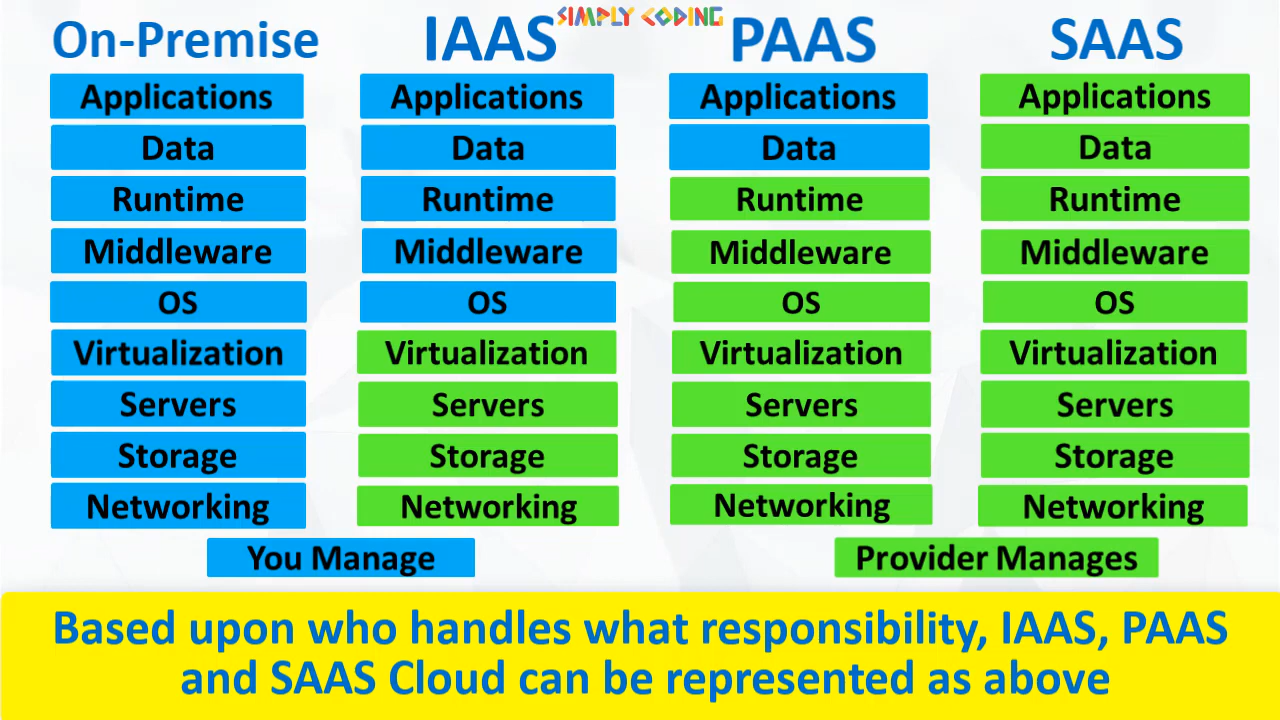 SIMPLY CODING
On-Premise IAAS PAAS SAAS
Applications Applications Applications Applications
Data Data Data Data
Runtime Runtime Runtime Runtime
Middleware Middleware Middleware Middleware
OS OS OS OS
Virtualization Virtualization Virtualization Virtualization
Servers Servers Servers Servers
Storage Storage Storage Storage
Networking Networking Networking Networking
You Manage Provider Manages
Based upon who handles what responsibility, IAAS, PAAS
and SAAS Cloud can be represented as above